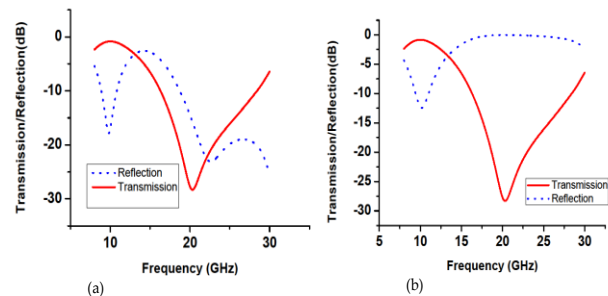 Transmission/Reflection(dB)
0
-10
-20
-30
Reflection
Transmission
10
20
30
Frequency (GHz)
(a)
Transmission/Reflection(dB)
5
0
-5
-10
-15
-20
-25
-30
Transmission
Reflection
5
10
15
20
25
30
Frequency (GHz)
(b)